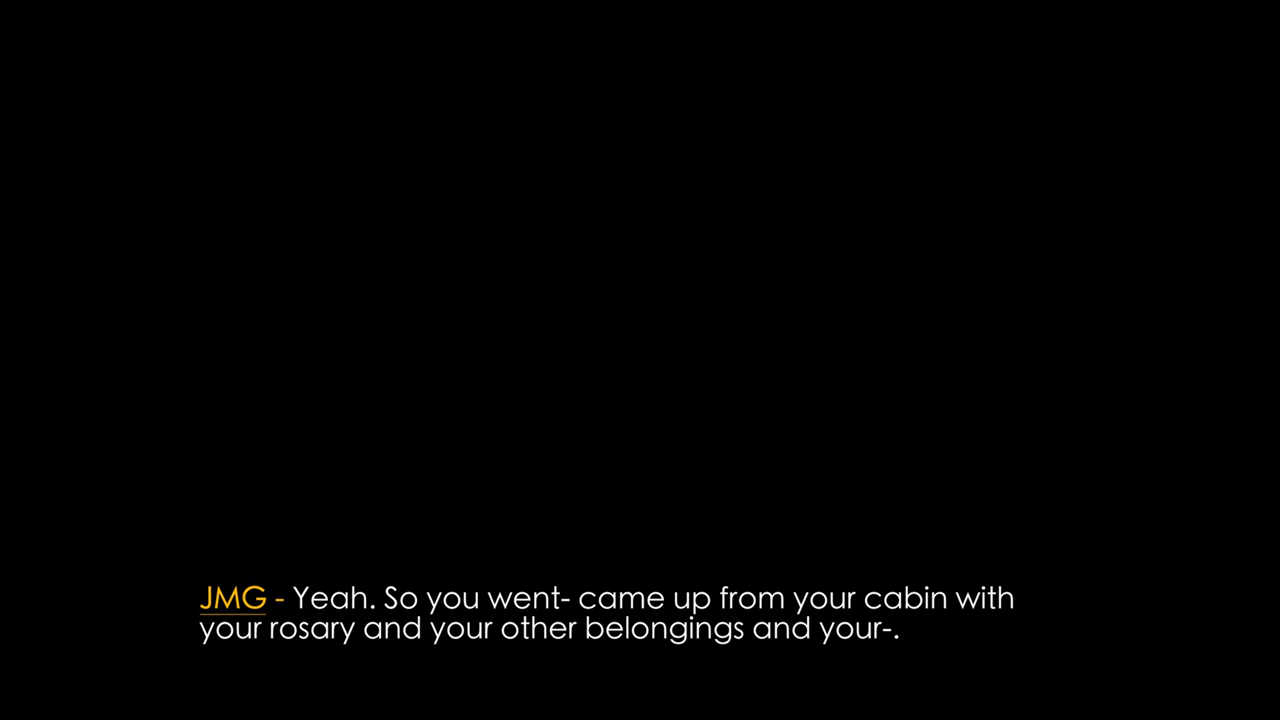 JMG - Yeah. So you went- came up from your cabin with
your rosary and your other belongings and your-.